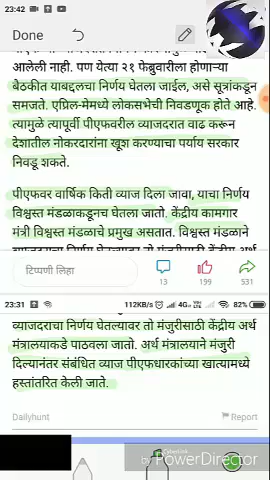 23:42
Done
आलेली नाही. पण येत्या २१ फेब्रुवारीला होणाऱ्या
बैठकीत याबद्दलचा निर्णय घेतला जाईल, असे सूत्रांकडून
समजते. एप्रिल-मेमध्ये लोकसभेची निवडणूक होते आहे.
त्यामुळे त्यापूर्वी पीएफवरील व्याजदरात वाढ करून
देशातील नोकरदारांना खूश करण्याचा पर्याय सरकार
निवडू शकते.
पीएफवर वार्षिक किती व्याज दिला जावा, याचा निर्णय
विश्वस्त मंडळाकडूनच घेतला जातो. केंद्रीय कामगार
मंत्री विश्वस्त मंडळाचे प्रमुख असतात. विश्वस्त मंडळाने
टिप्पणी लिहा
13
199
531
23:31
112KB/s
4G
82%
व्याजदराचा निर्णय घेतल्यावर तो मंजुरीसाठी केंद्रीय अर्थ
मंत्रालयाकडे पाठवला जातो. अर्थ मंत्रालयाने मंजुरी
दिल्यानंतर संबंधित व्याज पीएफधारकांच्या खात्यामध्ये
हस्तांतरित केली जाते.
Dailyhunt
Report
CyberLink
PowerDirector